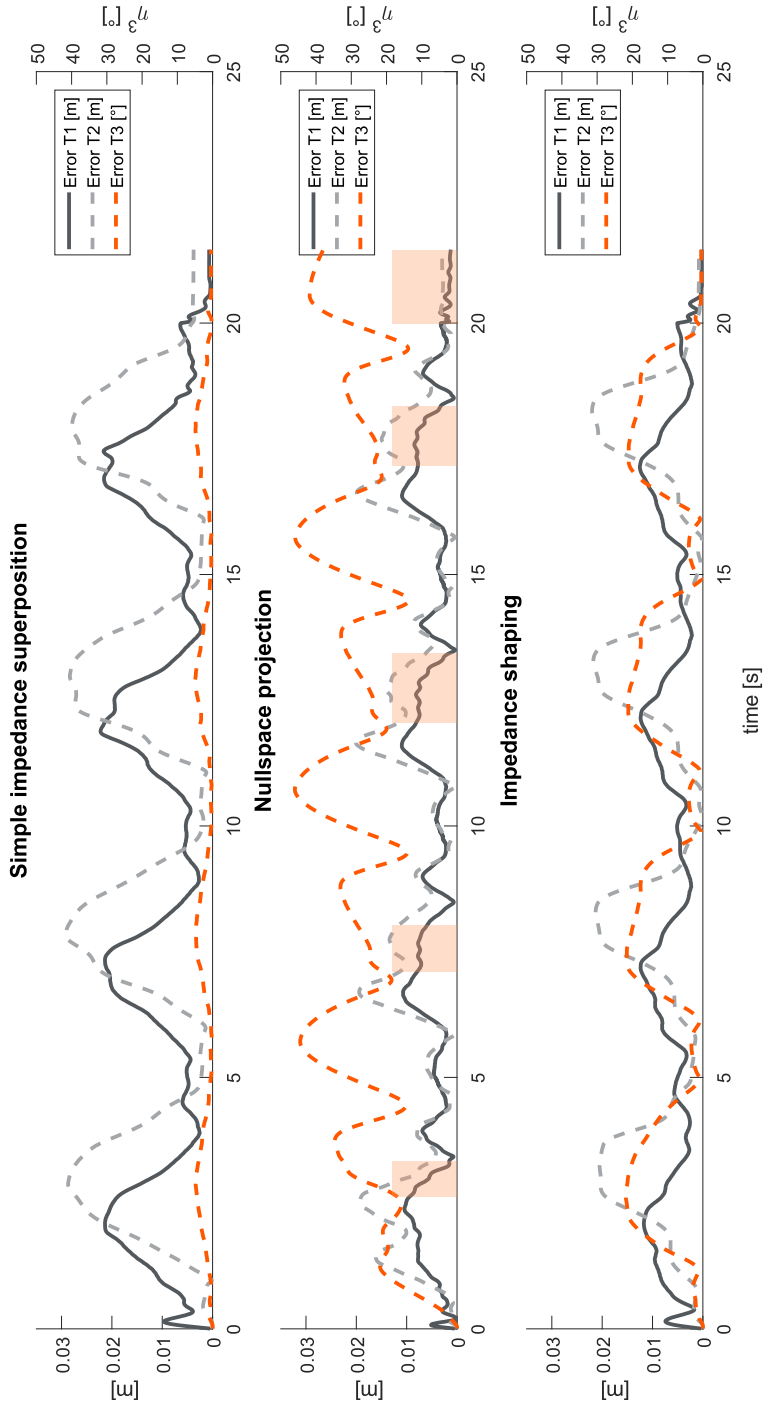 Simple impedance superposition
[m]
0.03
0.02
0.01
0
50
40
30
20
10
0
η³ [°]
0
5
10
15
20
25
Error T1 [m]
Error T2 [m]
Error T3 [°]
Nullspace projection
[m]
0.03
0.02
0.01
0
50
40
30
20
10
0
η³ [°]
0
5
10
15
20
25
Error T1 [m]
Error T2 [m]
Error T3 [°]
Impedance shaping
[m]
0.03
0.02
0.01
0
50
40
30
20
10
0
η³ [°]
0
5
10
15
20
25
Error T1 [m]
Error T2 [m]
Error T3 [°]
time [s]